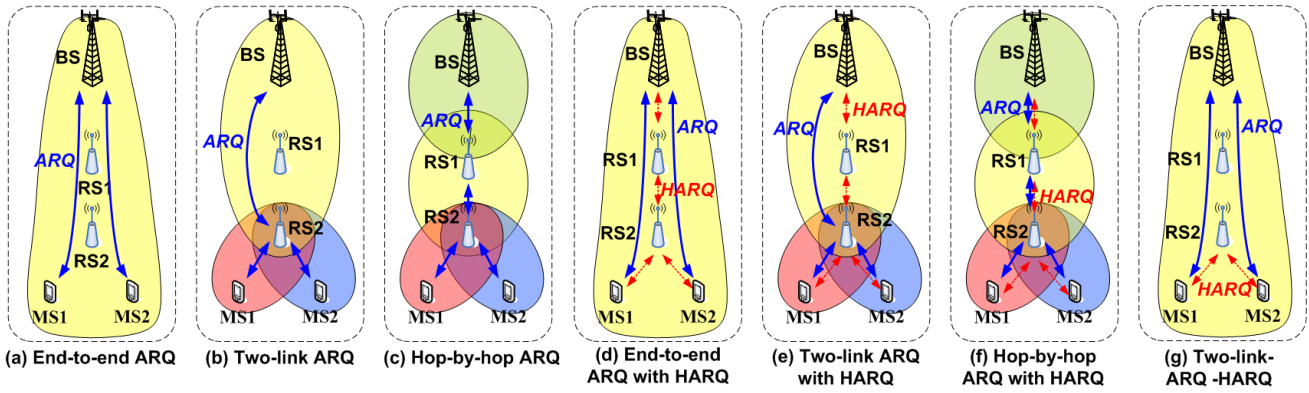 BS
ARQ
RS1
RS2
MS1
MS2
(a) End-to-end ARQ
BS
ARQ
RS1
RS2
MS1
MS2
(b) Two-link ARQ
BS
ARQ
RS1
RS2
MS1
MS2
(c) Hop-by-hop ARQ
BS
ARQ
RS1
HARQ
RS2
MS1
MS2
(d) End-to-end
ARQ with HARQ
BS
HARQ
ARQ
RS1
RS2
MS1
MS2
(e) Two-link ARQ
with HARQ
BS
ARQ
RS1
HARQ
RS2
MS1
MS2
(f) Hop-by-hop
ARQ with HARQ
BS
ARQ
RS1
RS2
HARQ
MS1
MS2
(g) Two-link-
ARQ -HARQ